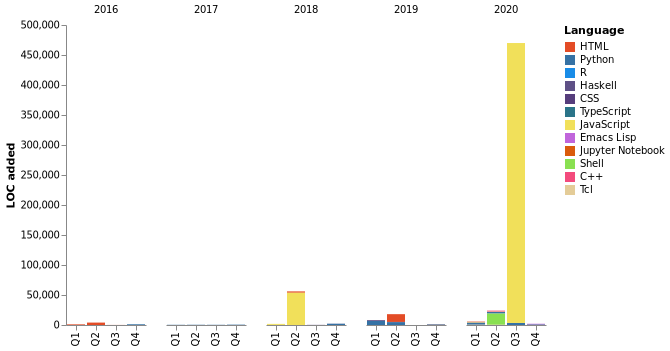 2016 2017 2018 2019 2020
500,000
450,000
400,000
350,000
300,000
250,000
200,000
150,000
100,000
50,000
0
LOC added
Q1 Q2 Q3 Q4 Q1 Q2 Q3 Q4 Q1 Q2 Q3 Q4 Q1 Q2 Q3 Q4 Q1 Q2 Q3 Q4
Language
HTML
Python
R
Haskell
CSS
TypeScript
JavaScript
Emacs Lisp
Jupyter Notebook
Shell
C++
Tcl